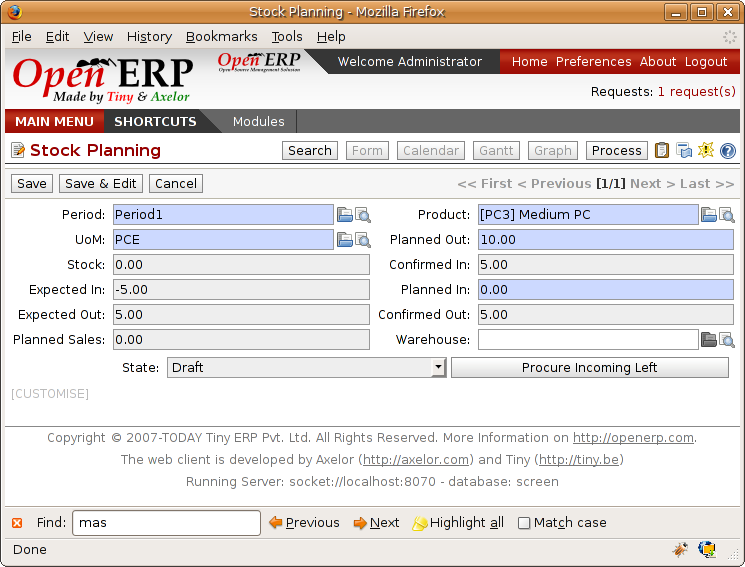 Stock Planning - Mozilla Firefox
File Edit View History Bookmarks Tools Help
Open ERP
Made by Tiny & Axelor
Open ERP
Open Source Management Solution
Welcome Administrator
Home Preferences About Logout
Requests: 1 request(s)
MAIN MENU SHORTCUTS Modules
Stock Planning Search Form Calendar Gantt Graph Process
Save Save & Edit Cancel << First < Previous [1/1] Next > Last >>
Period: Period1 Product: [PC3] Medium PC
UoM: PCE Planned Out: 10.00
Stock: 0.00 Confirmed In: 5.00
Expected In: -5.00 Planned In: 0.00
Expected Out: 5.00 Confirmed Out: 5.00
Planned Sales: 0.00 Warehouse:
State: Draft Procure Incoming Left
[CUSTOMISE]
Copyright © 2007-TODAY Tiny ERP Pvt. Ltd. All Rights Reserved. More Information on http://openerp.com.
The web client is developed by Axelor (http://axelor.com) and Tiny (http://tiny.be)
Running Server: socket://localhost:8070 - database: screen
Find: mas Previous Next Highlight all Match case
Done